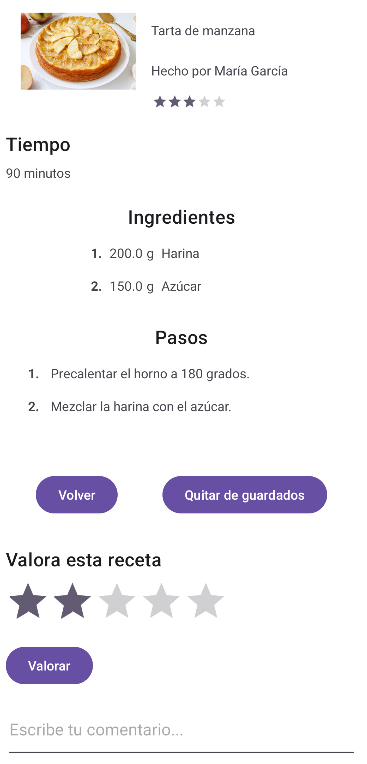 Tarta de manzana
Hecho por María García
Tiempo
90 minutos
Ingredientes
1. 200.0 g Harina
2. 150.0 g Azúcar
Pasos
1. Precalentar el horno a 180 grados.
2. Mezclar la harina con el azúcar.
Volver Quitar de guardados
Valora esta receta
Valorar
Escribe tu comentario...